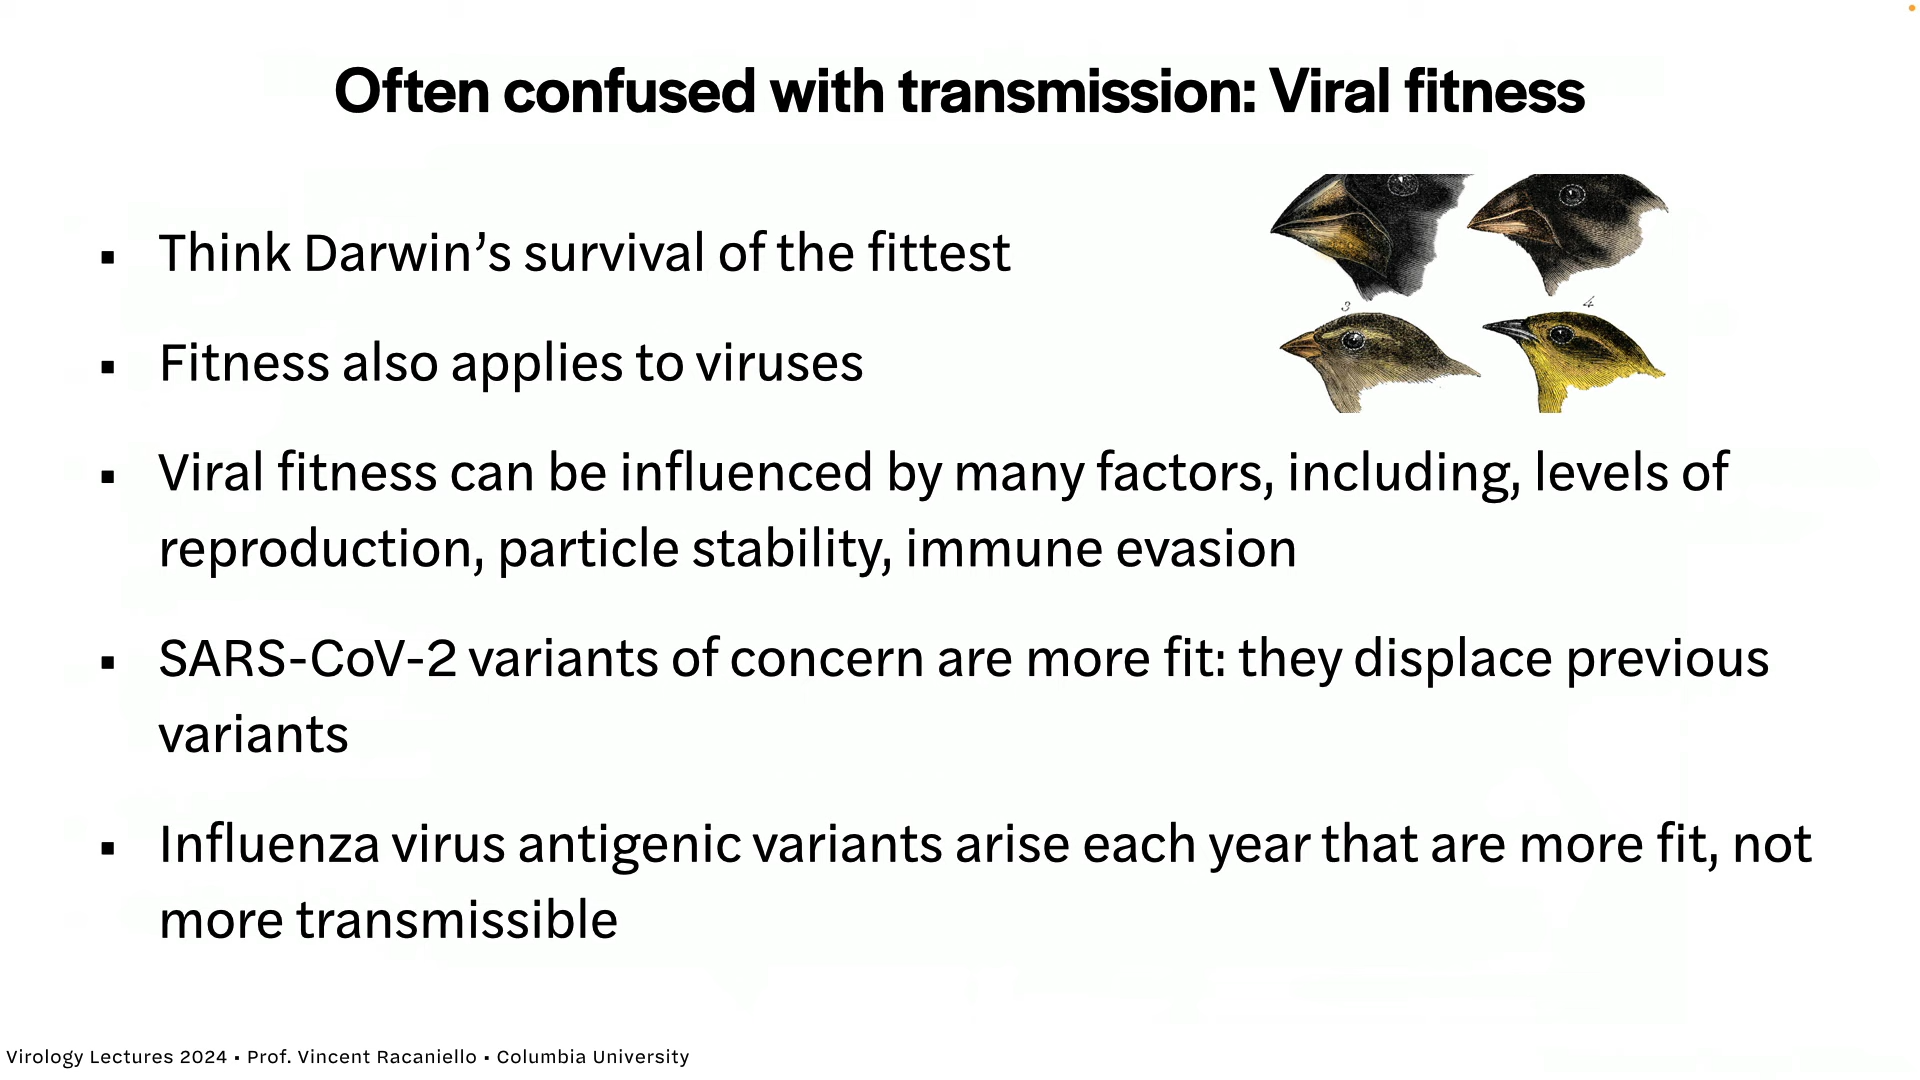 Often confused with transmission: Viral fitness
▪ Think Darwin’s survival of the fittest
▪ Fitness also applies to viruses
3
4
▪ Viral fitness can be influenced by many factors, including, levels of
reproduction, particle stability, immune evasion
▪ SARS-CoV-2 variants of concern are more fit: they displace previous
variants
▪ Influenza virus antigenic variants arise each year that are more fit, not
more transmissible
Virology Lectures 2024 ▪ Prof. Vincent Racaniello ▪ Columbia University